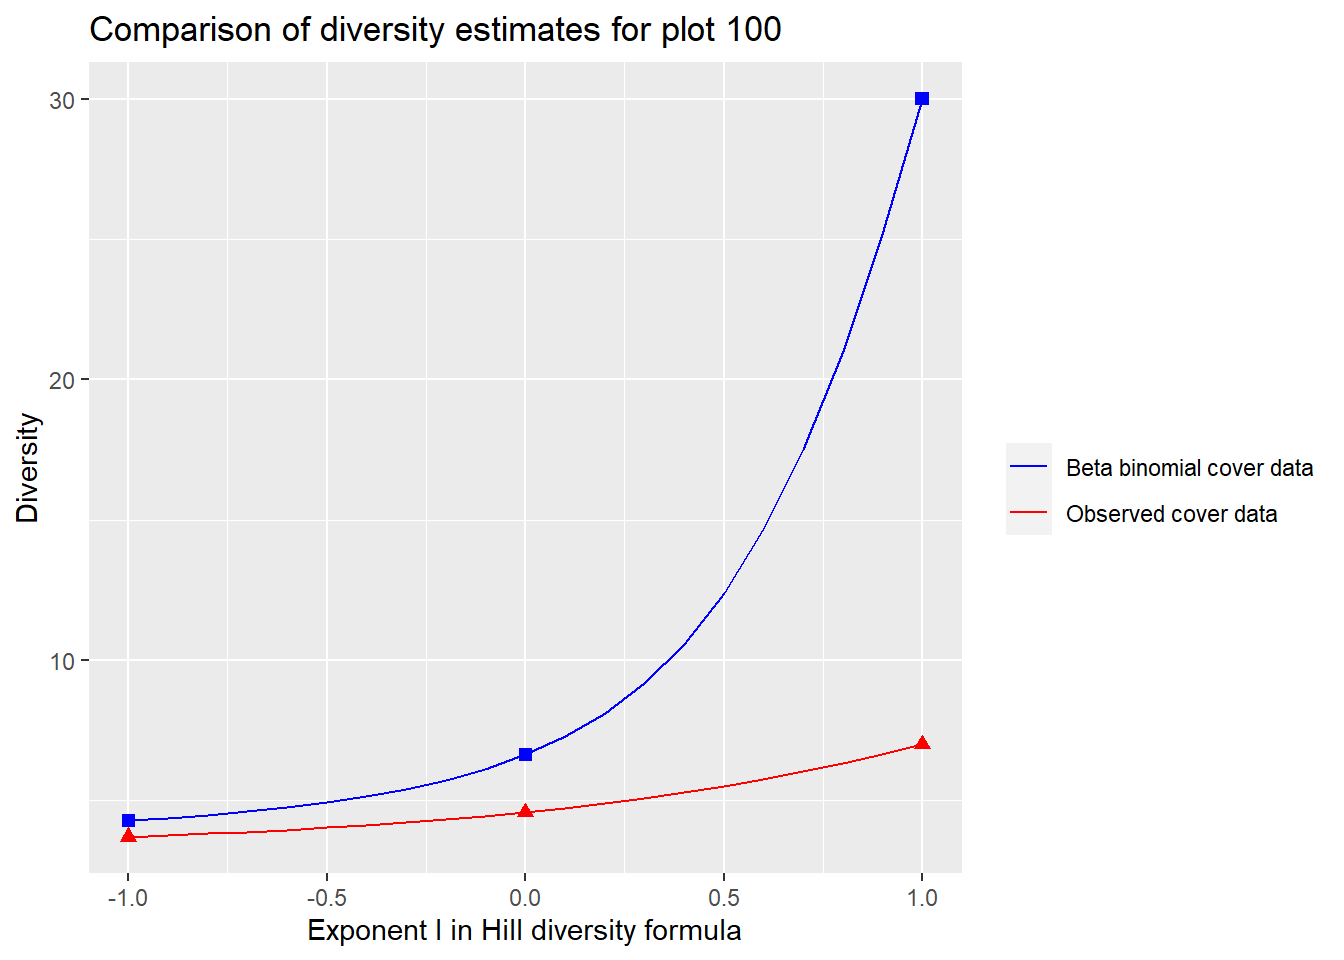 Comparison of diversity estimates for plot 100
30
20
10
Diversity
-1.0 -0.5 0.0 0.5 1.0
Exponent l in Hill diversity formula
Beta binomial cover data
Observed cover data